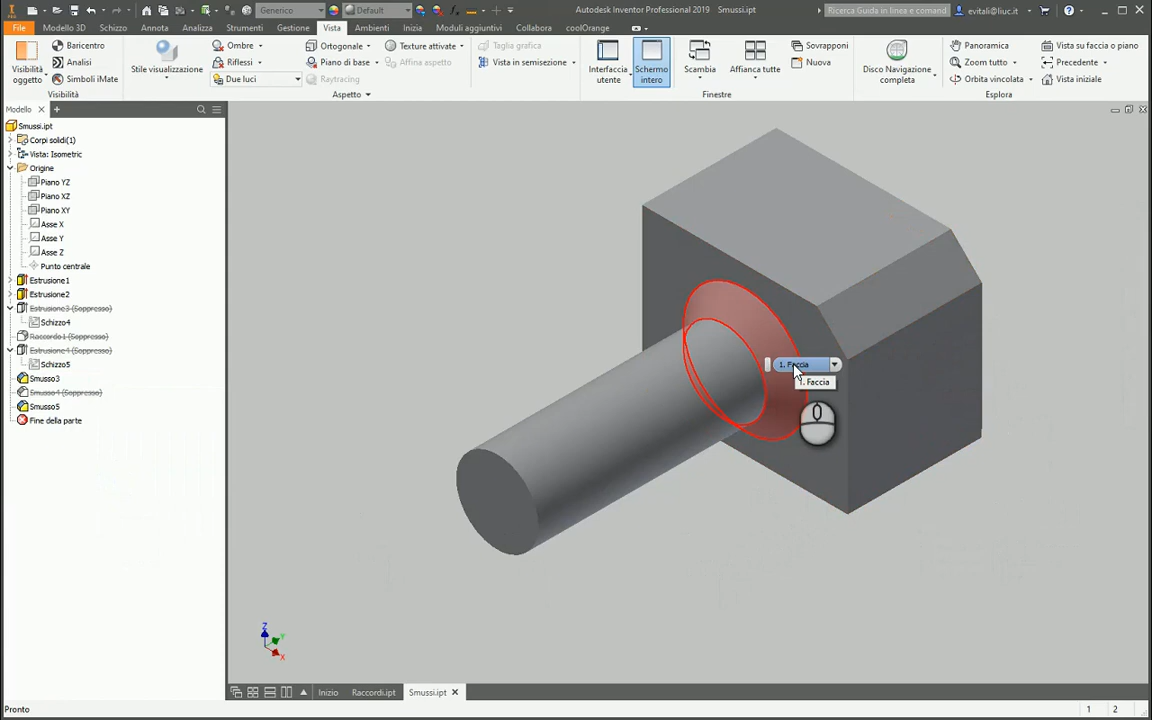 Generico
Default
Autodesk Inventor Professional 2019   Smussi.ipt
Ricerca Guida in linea e comand
evitali@liuc.it
File
Modello 3D
Schizzo
Annota
Analizza
Strumenti
Gestione
Vista
Ambienti
Inizia
Moduli aggiuntivi
Collabora
coolOrange
Visibilità oggetto
Baricentro
Analisi
Simboli iMate
Visibilità
Stile visualizzazione
Ombre
Riflessi
Due luci
Ortogonale
Piano di base
Raytracing
Texture attivate
Affina aspetto
Aspetto
Taglia grafica
Vista in semisezione
Interfaccia utente
Schermo intero
Scambia
Affianca tutte
Sovrapponi
Nuova
Finestre
Disco Navigazione completo
Panoramica
Zoom tutto
Orbita vincolata
Vista su faccia o piano
Precedente
Vista iniziale
Esplora
Modello
Smussi.ipt
Corpi solidi(1)
Vista: Isometric
Origine
Piano YZ
Piano XZ
Piano XY
Asse X
Asse Y
Asse Z
Punto centrale
Estrusione1
Estrusione2
Estrusione3 (Soppresso)
Schizzo4
Raccordo1 (Soppresso)
Estrusione4 (Soppresso)
Schizzo5
Smusso3
Smusso4 (Soppresso)
Smusso5
Fine della parte
1. Faccia
1. Faccia
0
Z
Y
X
Inizio
Raccordi.ipt
Smussi.ipt
Pronto
1
2